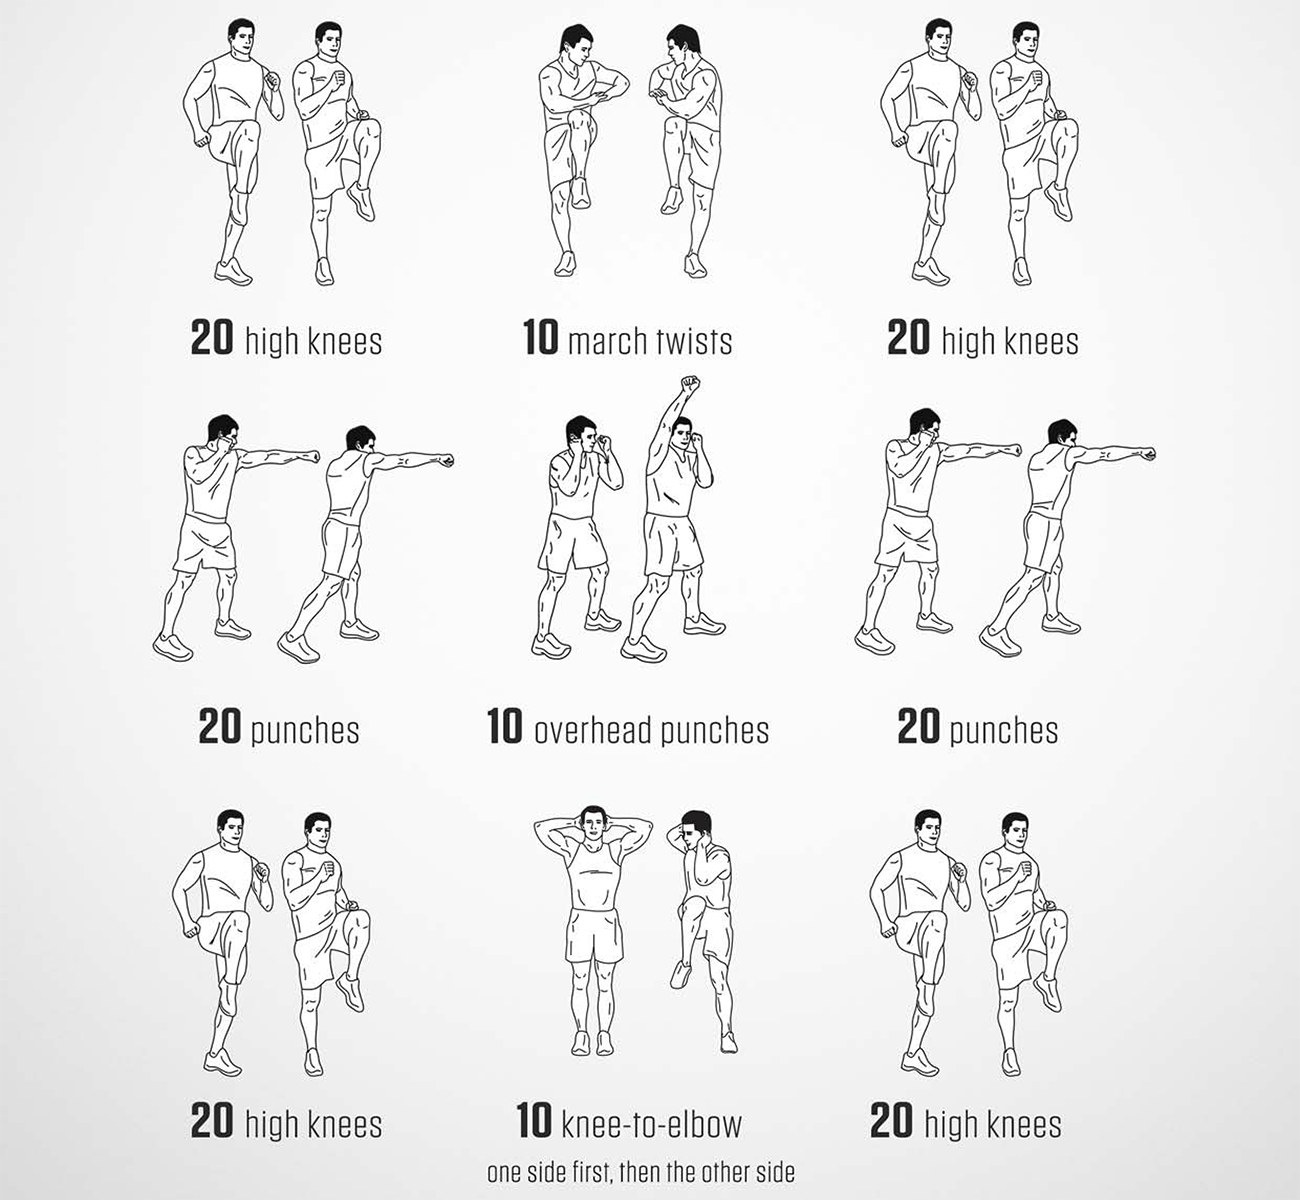 20 high knees
10 march twists
20 high knees
20 punches
10 overhead punches
20 punches
20 high knees
10 knee-to-elbow
one side first, then the other side
20 high knees